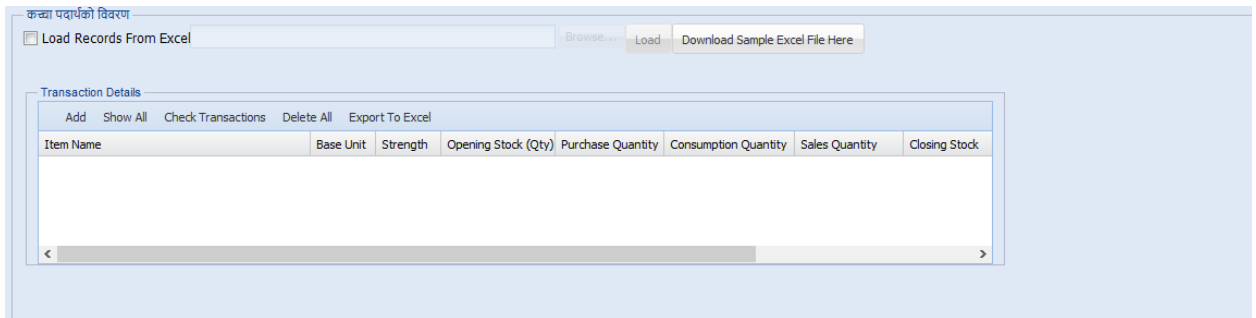 कच्चा पदार्थको विवरण
Load Records From Excel Browse... Load Download Sample Excel File Here
Transaction Details
Add Show All Check Transactions Delete All Export To Excel
Item Name Base Unit Strength Opening Stock (Qty) Purchase Quantity Consumption Quantity Sales Quantity Closing Stock